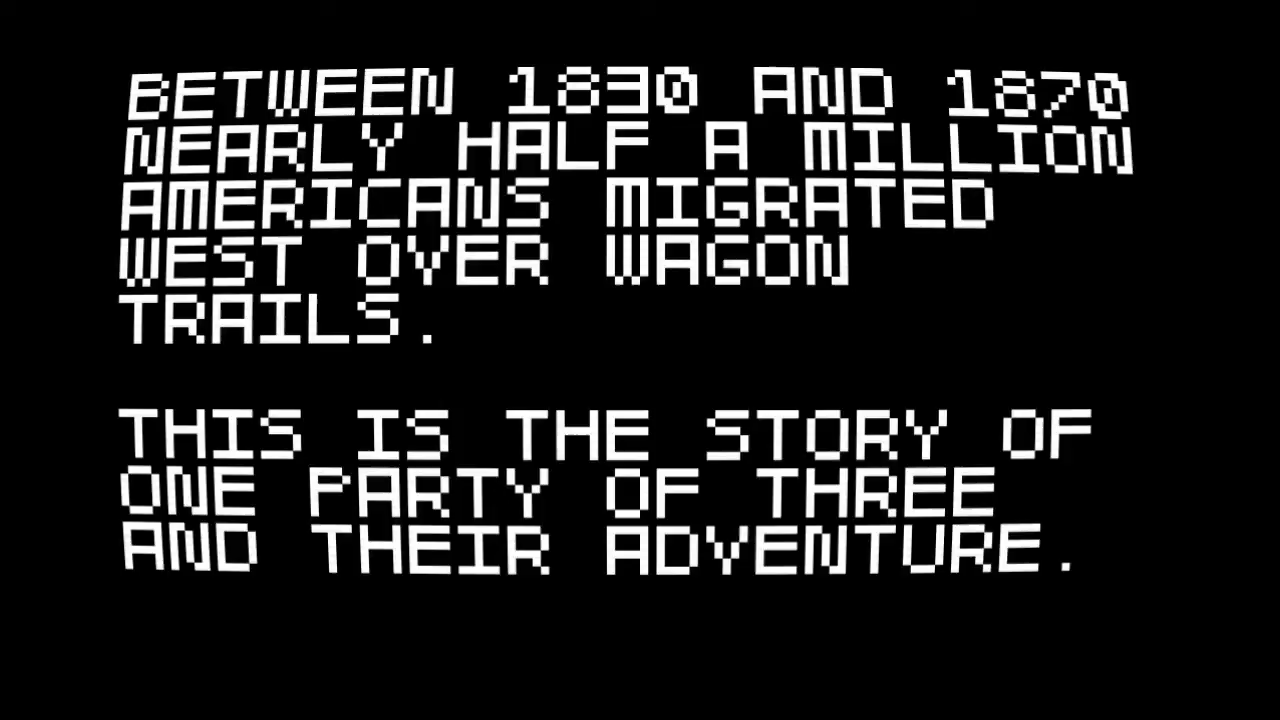 BETWEEN 1830 AND 1870
NEARLY HALF A MILLION
AMERICANS MIGRATED
WEST OVER WAGON
TRAILS.
THIS IS THE STORY OF
ONE PARTY OF THREE
AND THEIR ADVENTURE.